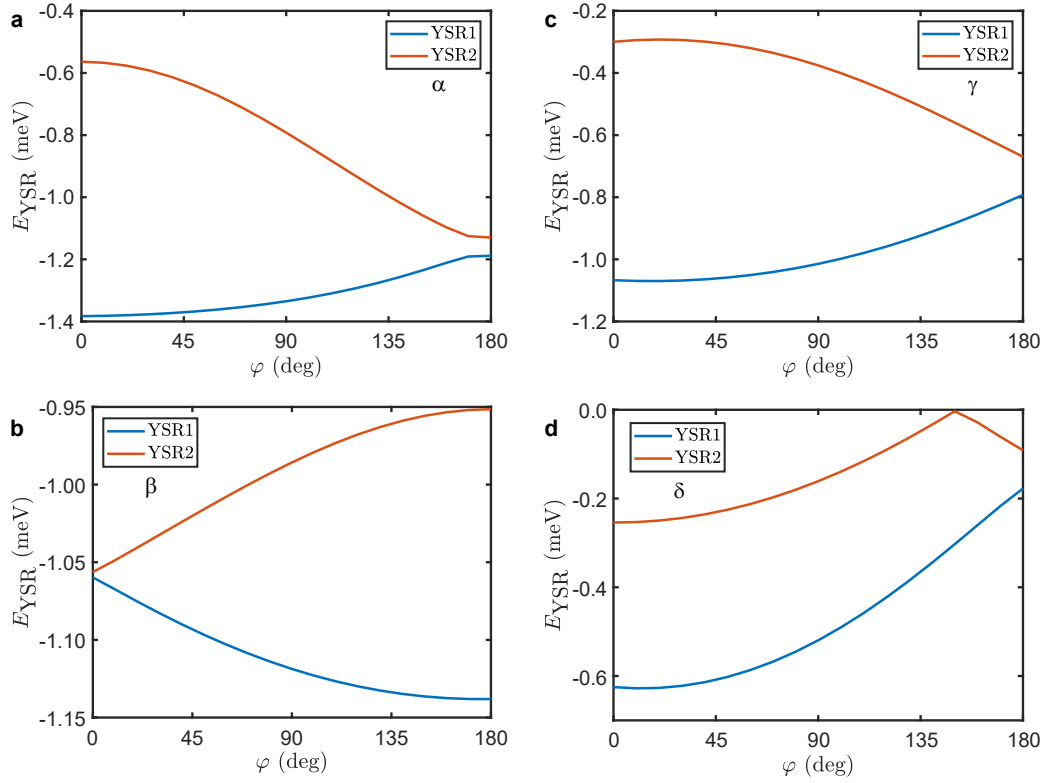 a
-0.4
-0.6
-0.8
-1.0
-1.2
-1.4
E_YSR (meV)
YSR1
YSR2
α
0
45
90
135
180
φ (deg)
c
-0.2
-0.4
-0.6
-0.8
-1.0
-1.2
E_YSR (meV)
YSR1
YSR2
γ
0
45
90
135
180
φ (deg)
b
-0.95
-1.00
-1.05
-1.10
-1.15
E_YSR (meV)
YSR1
YSR2
β
0
45
90
135
180
φ (deg)
d
0.0
-0.2
-0.4
-0.6
E_YSR (meV)
YSR1
YSR2
δ
0
45
90
135
180
φ (deg)